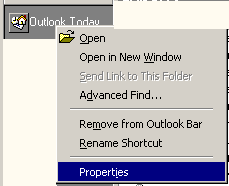 Outlook Today
Open
Open in New Window
Send Link to This Folder
Advanced Find...
Remove from Outlook Bar
Rename Shortcut
Properties